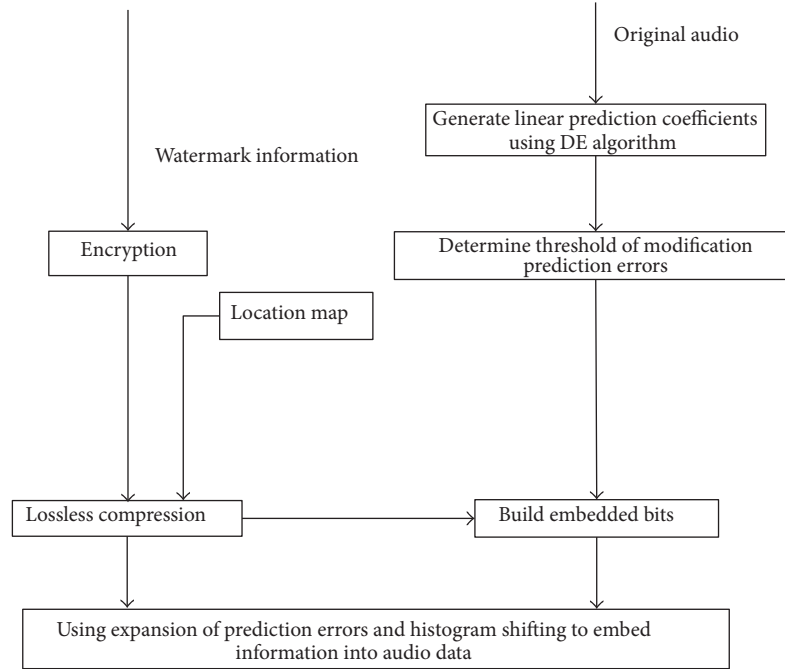 Original audio
Generate linear prediction coefficients
using DE algorithm
Watermark information
Encryption
Determine threshold of modification
prediction errors
Location map
Lossless compression
Build embedded bits
Using expansion of prediction errors and histogram shifting to embed
information into audio data